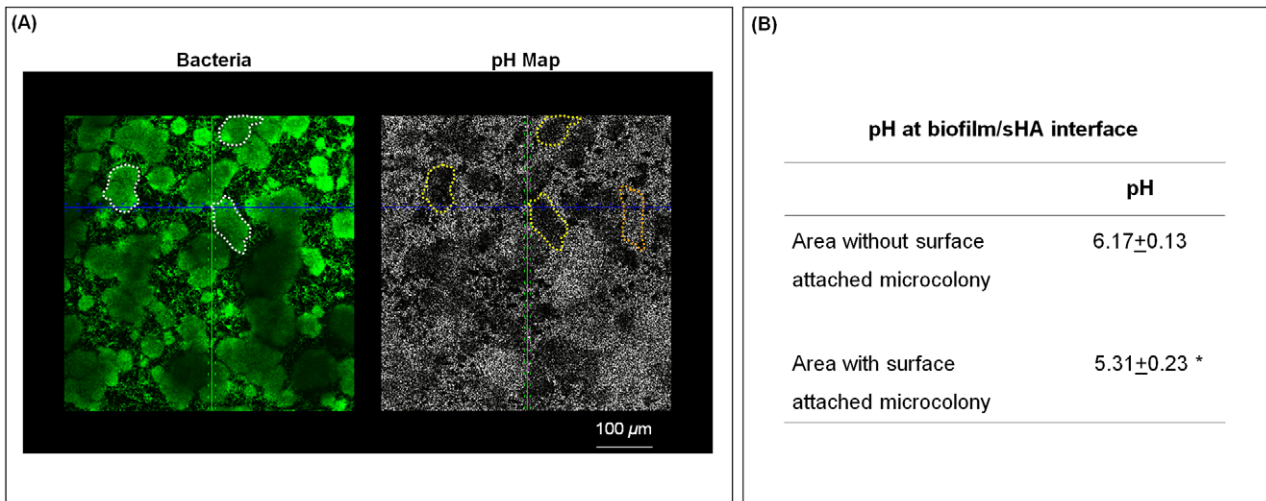 (A)
Bacteria
pH Map
100 µm
(B)
pH at biofilm/sHA interface
pH
Area without surface 6.17±0.13
attached microcolony
Area with surface 5.31±0.23 *
attached microcolony